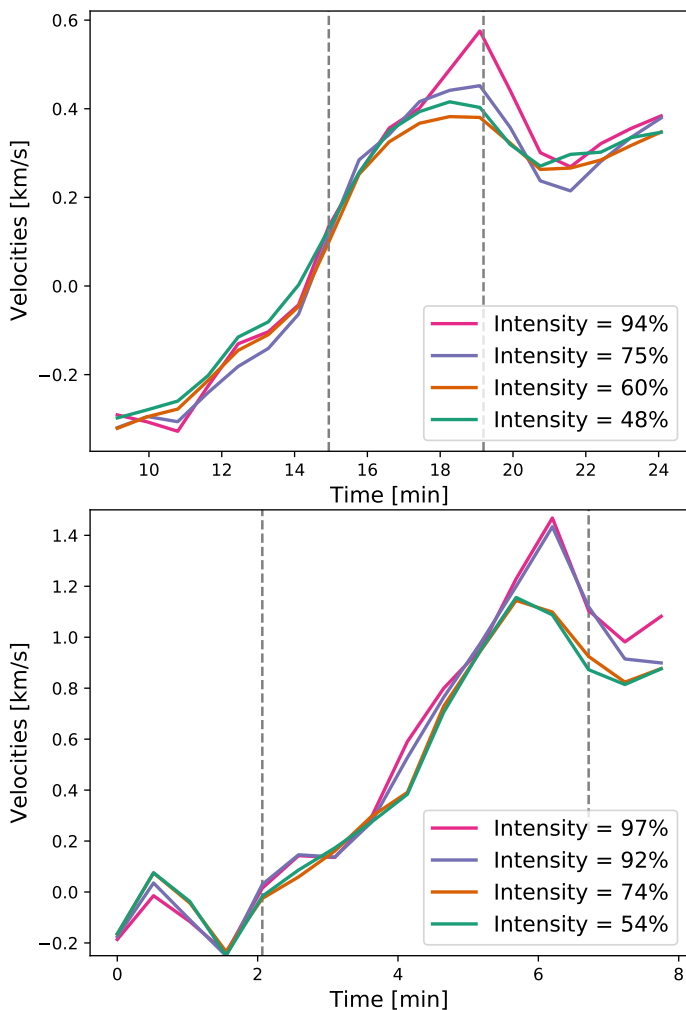 0.6
0.4
0.2
0.0
−0.2
Velocities [km/s]
Intensity = 94%
Intensity = 75%
Intensity = 60%
Intensity = 48%
10 12 14 16 18 20 22 24
Time [min]
1.4
1.2
1.0
0.8
0.6
0.4
0.2
0.0
−0.2
Velocities [km/s]
Intensity = 97%
Intensity = 92%
Intensity = 74%
Intensity = 54%
0 2 4 6 8
Time [min]